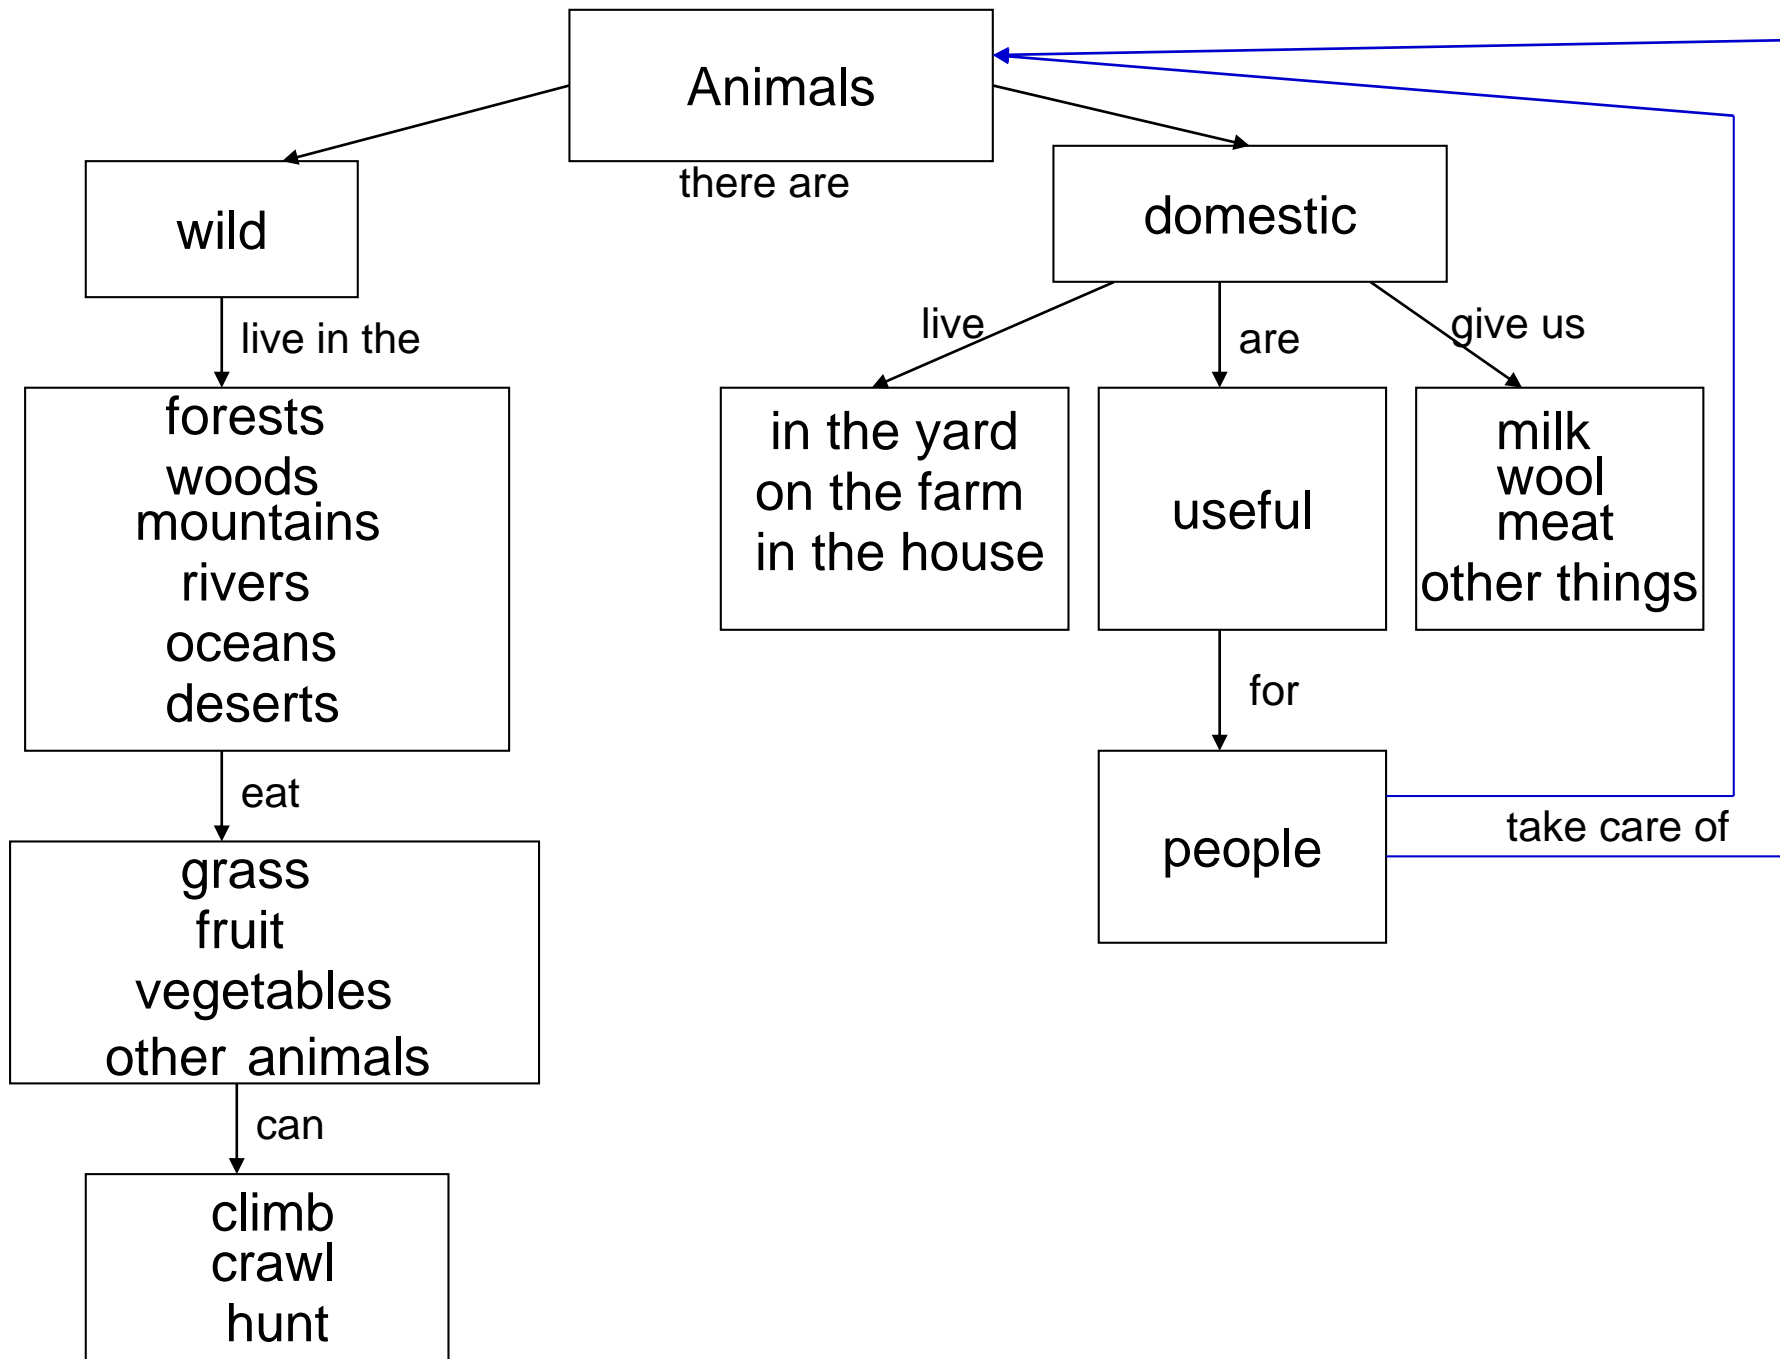 Animals
there are
wild
domestic
live in the
live
are
give us
forests
woods
mountains
rivers
oceans
deserts
in the yard
on the farm
in the house
useful
milk
wool
meat
other things
for
eat
people
take care of
grass
fruit
vegetables
other animals
can
climb
crawl
hunt